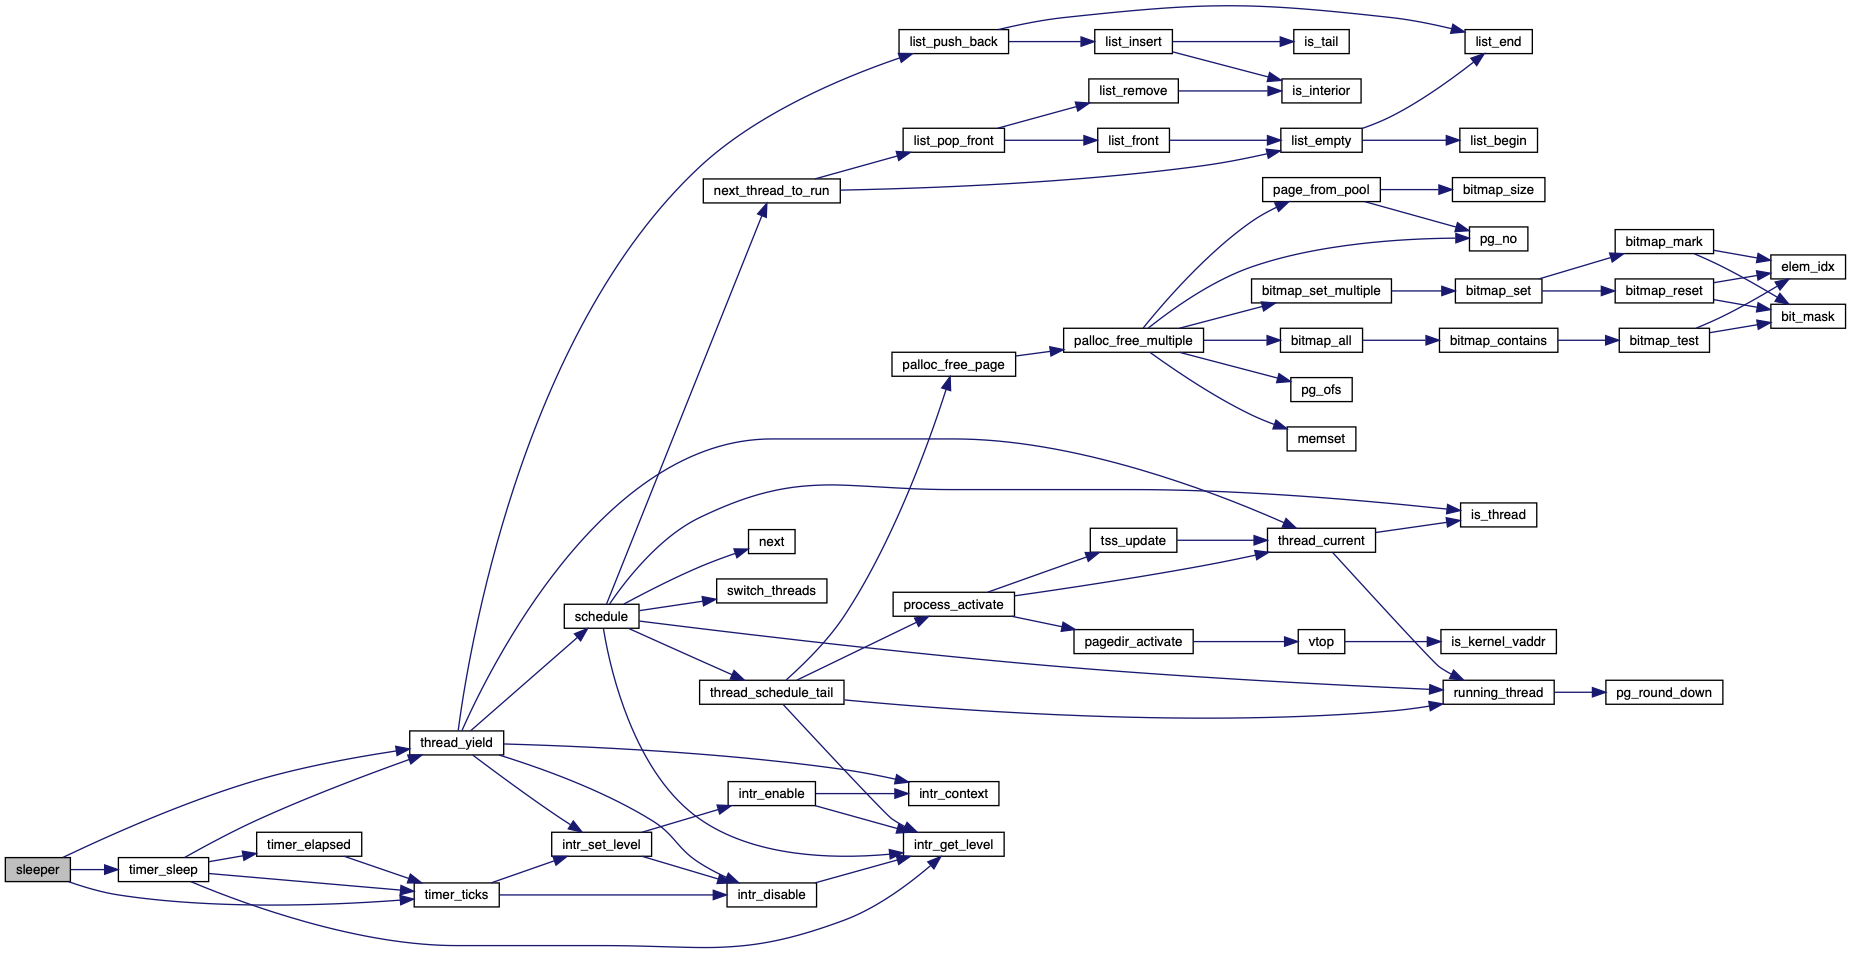 list_push_back
list_insert
is_tail
list_end
list_remove
is_interior
list_pop_front
list_front
list_empty
list_begin
next_thread_to_run
page_from_pool
bitmap_size
pg_no
bitmap_mark
elem_idx
bitmap_set_multiple
bitmap_set
bitmap_reset
bit_mask
palloc_free_multiple
bitmap_all
bitmap_contains
bitmap_test
palloc_free_page
pg_ofs
memset
is_thread
next
tss_update
thread_current
switch_threads
process_activate
schedule
pagedir_activate
vtop
is_kernel_vaddr
thread_schedule_tail
running_thread
pg_round_down
thread_yield
intr_enable
intr_context
timer_elapsed
intr_set_level
intr_get_level
sleeper
timer_sleep
timer_ticks
intr_disable